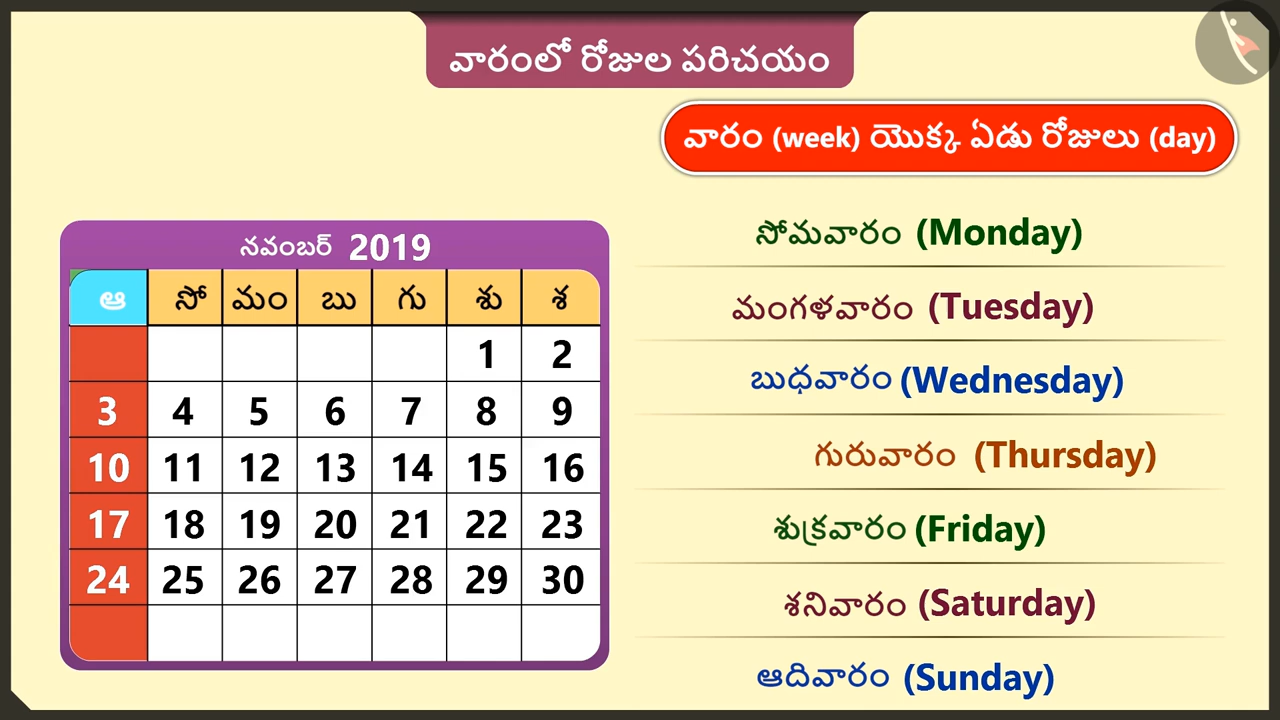 వారంలో రోజుల పరిచయం
వారం (week) యొక్క ఏడు రోజులు (day)
నవంబర్ 2019
ఆ సో మం బు గు శు శ
1 2
3 4 5 6 7 8 9
10 11 12 13 14 15 16
17 18 19 20 21 22 23
24 25 26 27 28 29 30
సోమవారం (Monday)
మంగళవారం (Tuesday)
బుధవారం (Wednesday)
గురువారం (Thursday)
శుక్రవారం (Friday)
శనివారం (Saturday)
ఆదివారం (Sunday)